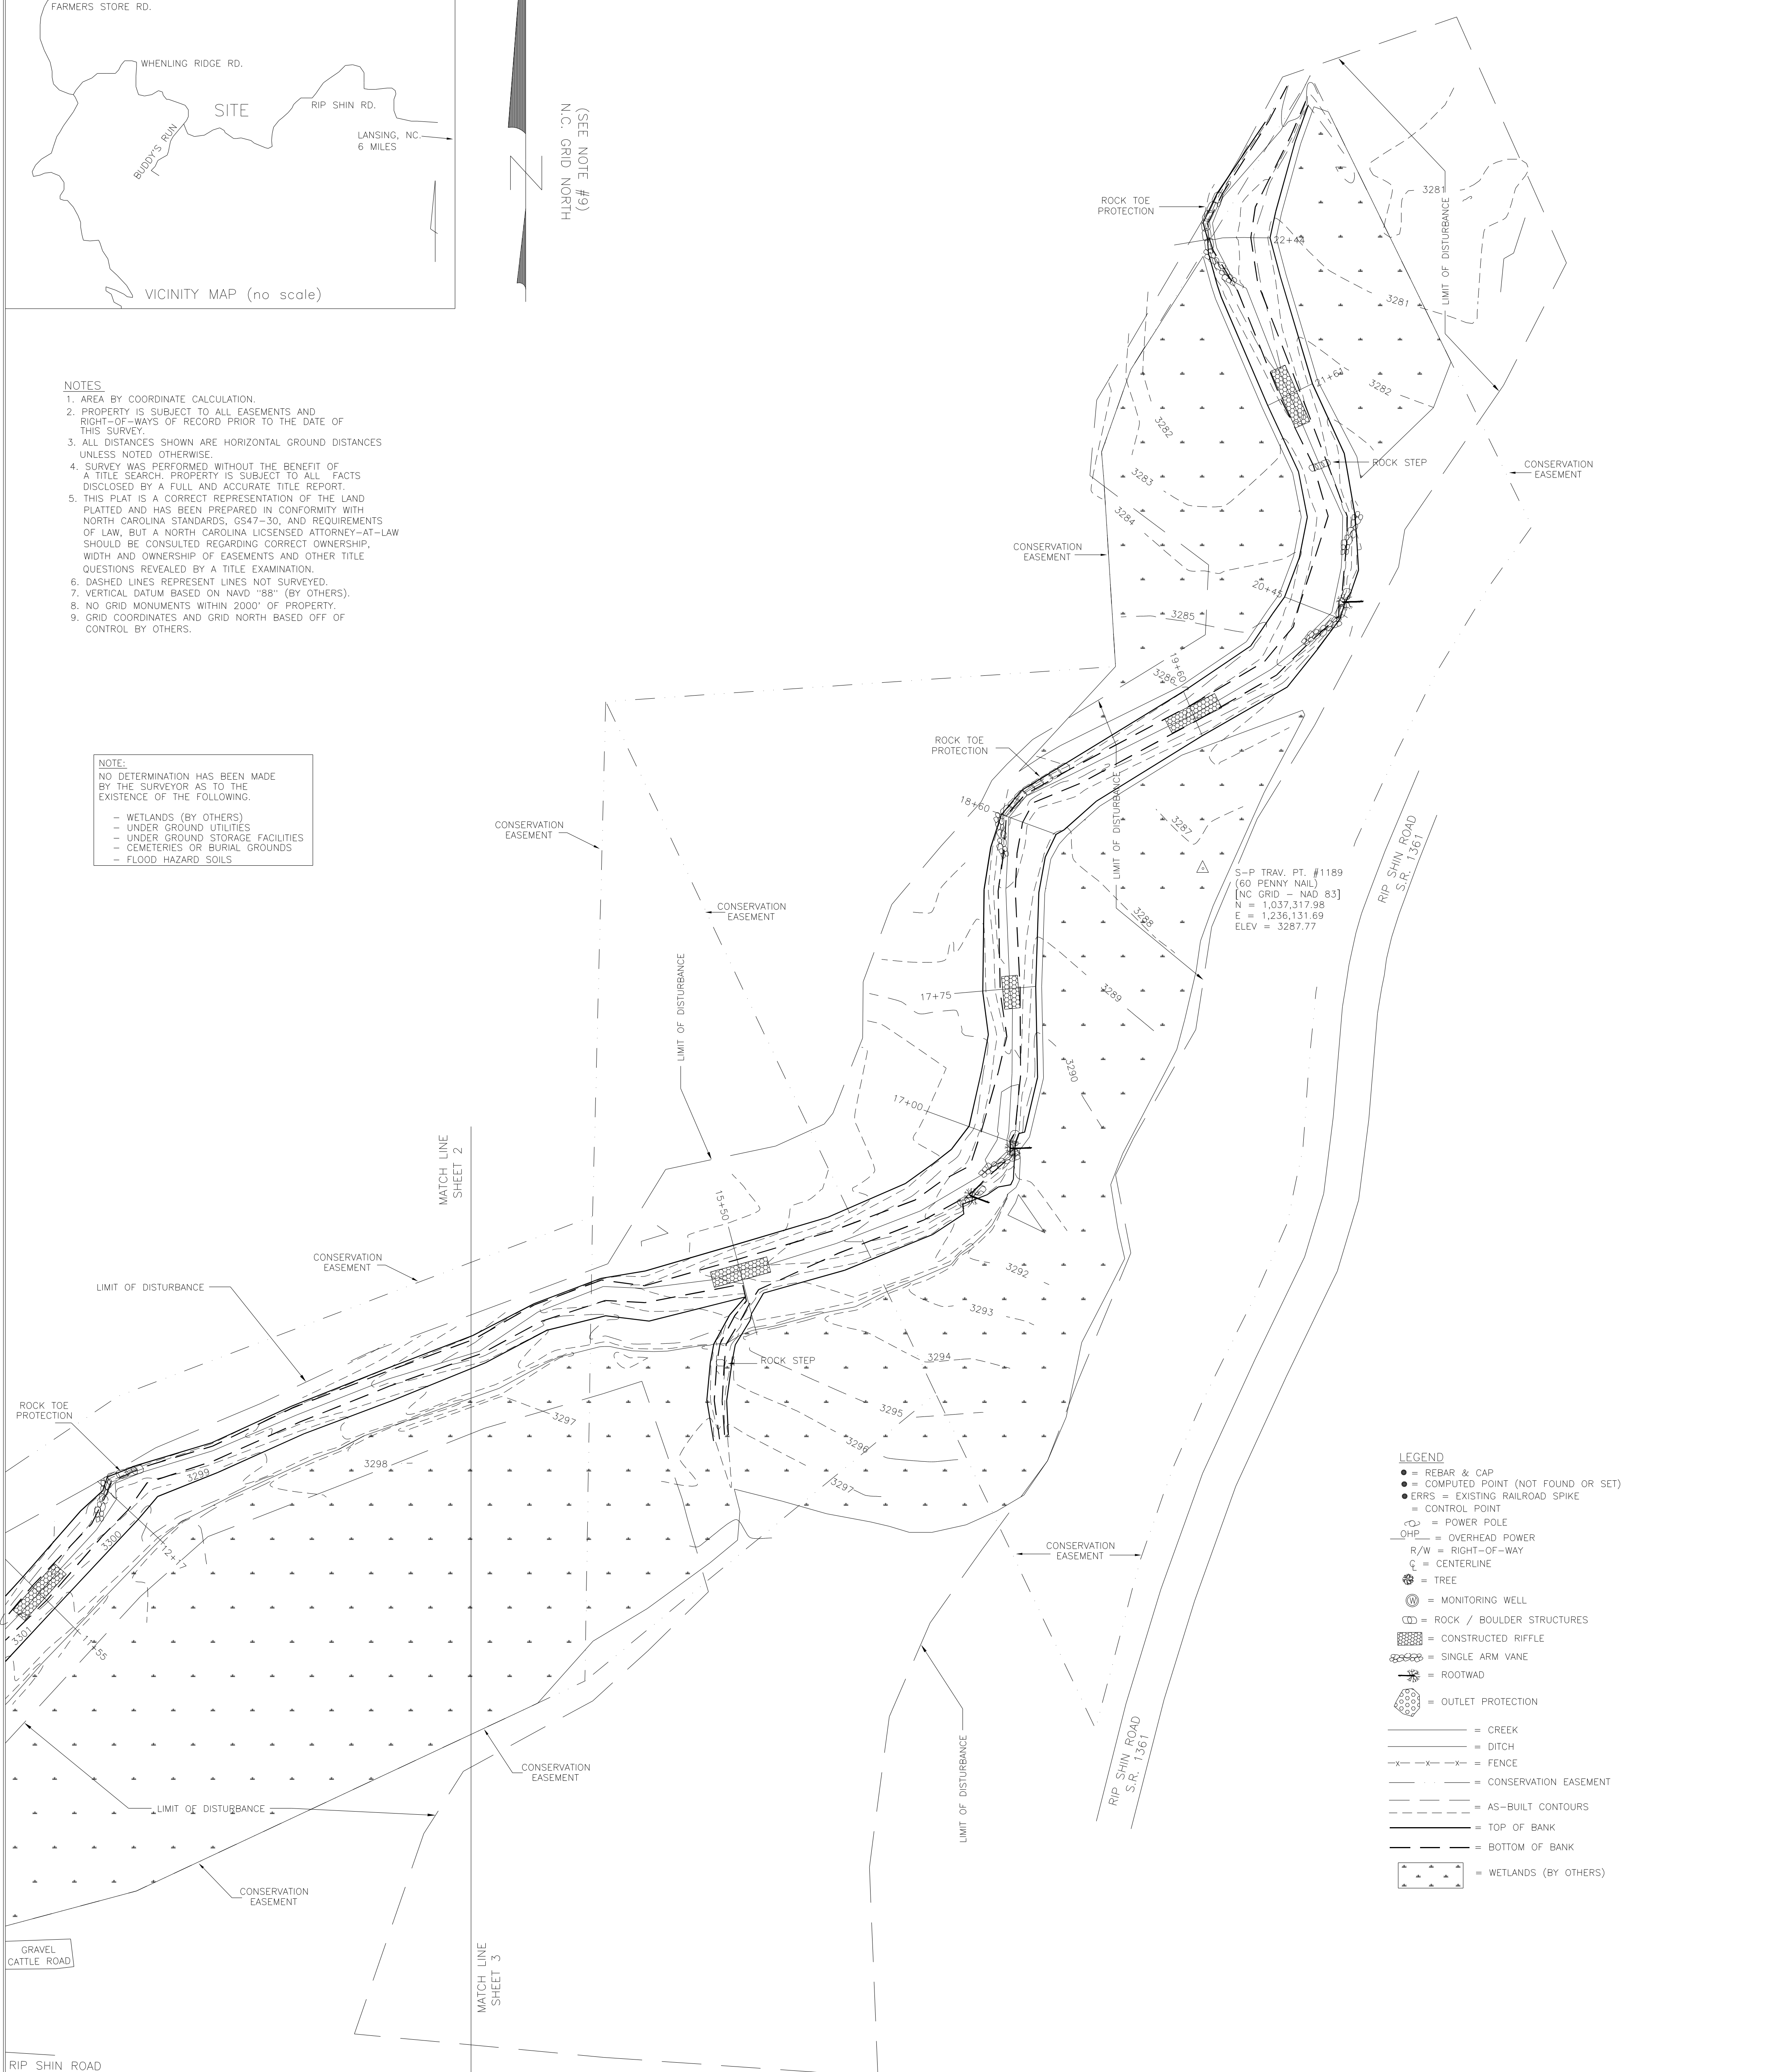 FARMERS STORE RD.
WHENLING RIDGE RD.
SITE
RIP SHIN RD.
BUDDY'S RUN
LANSING, NC.
6 MILES
VICINITY MAP (no scale)
(SEE NOTE #9)
N.C. GRID NORTH
NOTES
1. AREA BY COORDINATE CALCULATION.
2. PROPERTY IS SUBJECT TO ALL EASEMENTS AND
RIGHT-OF-WAYS OF RECORD PRIOR TO THE DATE OF
THIS SURVEY.
3. ALL DISTANCES SHOWN ARE HORIZONTAL GROUND DISTANCES
UNLESS NOTED OTHERWISE.
4. SURVEY WAS PERFORMED WITHOUT THE BENEFIT OF
A TITLE SEARCH. PROPERTY IS SUBJECT TO ALL FACTS
DISCLOSED BY A FULL AND ACCURATE TITLE REPORT.
5. THIS PLAT IS A CORRECT REPRESENTATION OF THE LAND
PLATTED AND HAS BEEN PREPARED IN CONFORMITY WITH
NORTH CAROLINA STANDARDS, GS47-30, AND REQUIREMENTS
OF LAW, BUT A NORTH CAROLINA LICSENSED ATTORNEY-AT-LAW
SHOULD BE CONSULTED REGARDING CORRECT OWNERSHIP,
WIDTH AND OWNERSHIP OF EASEMENTS AND OTHER TITLE
QUESTIONS REVEALED BY A TITLE EXAMINATION.
6. DASHED LINES REPRESENT LINES NOT SURVEYED.
7. VERTICAL DATUM BASED ON NAVD "88" (BY OTHERS).
8. NO GRID MONUMENTS WITHIN 2000' OF PROPERTY.
9. GRID COORDINATES AND GRID NORTH BASED OFF OF
CONTROL BY OTHERS.
NOTE:
NO DETERMINATION HAS BEEN MADE
BY THE SURVEYOR AS TO THE
EXISTENCE OF THE FOLLOWING.
- WETLANDS (BY OTHERS)
- UNDER GROUND UTILITIES
- UNDER GROUND STORAGE FACILITIES
- CEMETERIES OR BURIAL GROUNDS
- FLOOD HAZARD SOILS
ROCK TOE
PROTECTION
22+44
3281
LIMIT OF DISTURBANCE
3281
21+61
3282
3282
ROCK STEP
CONSERVATION
EASEMENT
3283
3284
CONSERVATION
EASEMENT
20+45
3285
19+60
3286
ROCK TOE
PROTECTION
18+60
LIMIT OF DISTURBANCE
3287
CONSERVATION
EASEMENT
S-P TRAV. PT. #1189
(60 PENNY NAIL)
[NC GRID - NAD 83]
N = 1,037,317.98
E = 1,236,131.69
ELEV = 3287.77
RIP SHIN ROAD
S.R. 1361
CONSERVATION
EASEMENT
3288
LIMIT OF DISTURBANCE
17+75
3289
3290
17+00
MATCH LINE
SHEET 2
15+50
CONSERVATION
EASEMENT
LIMIT OF DISTURBANCE
3292
3293
3294
ROCK STEP
3295
3296
3297
3297
3298
ROCK TOE
PROTECTION
3299
3300
12+17
3301
11+55
CONSERVATION
EASEMENT
LIMIT OF DISTURBANCE
RIP SHIN ROAD
S.R. 1361
CONSERVATION
EASEMENT
LIMIT OF DISTURBANCE
CONSERVATION
EASEMENT
GRAVEL
CATTLE ROAD
MATCH LINE
SHEET 3
RIP SHIN ROAD
LEGEND
= REBAR & CAP
= COMPUTED POINT (NOT FOUND OR SET)
ERRS = EXISTING RAILROAD SPIKE
= CONTROL POINT
= POWER POLE
OHP = OVERHEAD POWER
R/W = RIGHT-OF-WAY
℄ = CENTERLINE
= TREE
W = MONITORING WELL
= ROCK / BOULDER STRUCTURES
= CONSTRUCTED RIFFLE
= SINGLE ARM VANE
= ROOTWAD
= OUTLET PROTECTION
= CREEK
= DITCH
x x x = FENCE
= CONSERVATION EASEMENT
= AS-BUILT CONTOURS
= TOP OF BANK
= BOTTOM OF BANK
= WETLANDS (BY OTHERS)